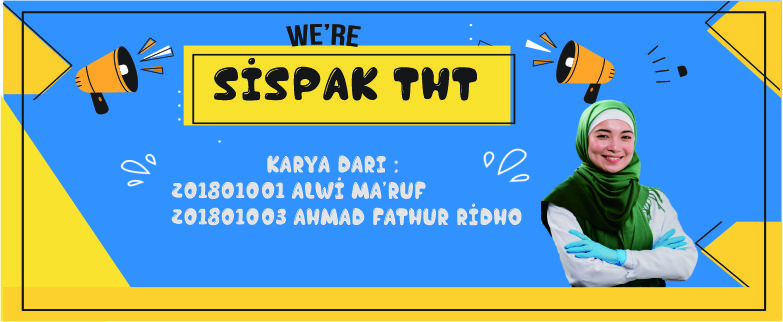 WE'RE
SİSPAK THT
KARYA DARI :
201801001 ALWİ MA'RUF
201801003 AHMAD FATHUR RİDHO